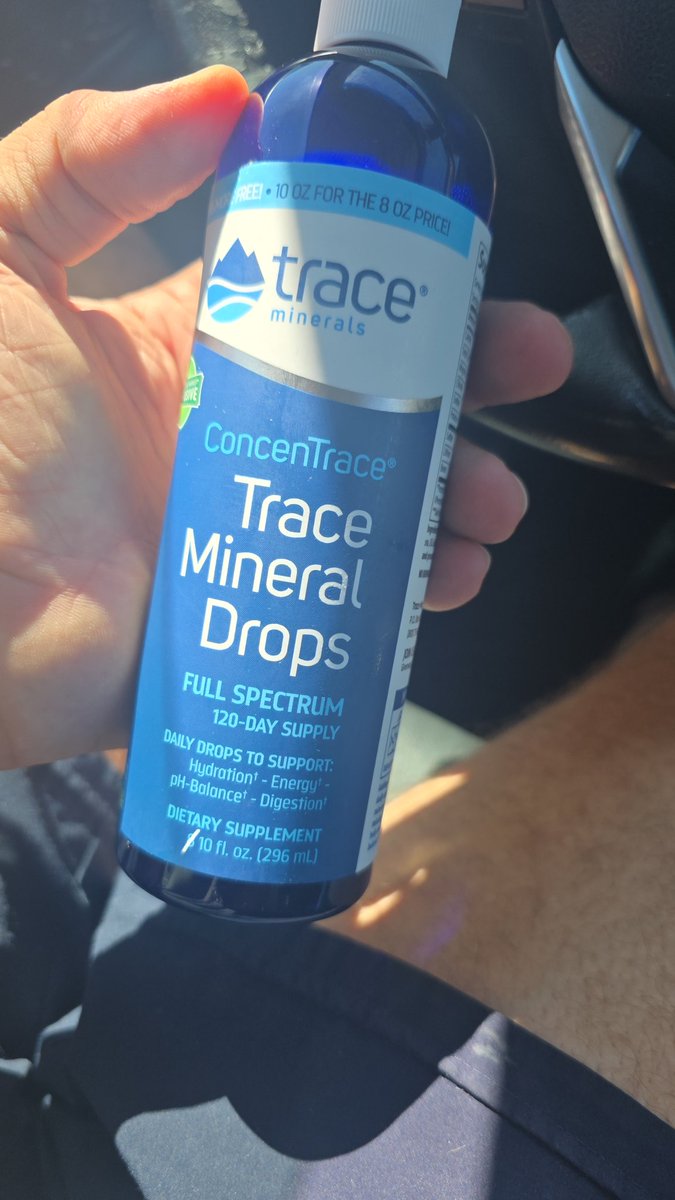 FREE! • 10 OZ FOR THE 8 OZ PRICE!
trace®
minerals
ConcenTrace®
Trace
Mineral
Drops
FULL SPECTRUM
120-DAY SUPPLY
DAILY DROPS TO SUPPORT:
Hydration† - Energy† -
pH-Balance† - Digestion†
DIETARY SUPPLEMENT
8 10 fl. oz. (296 mL)